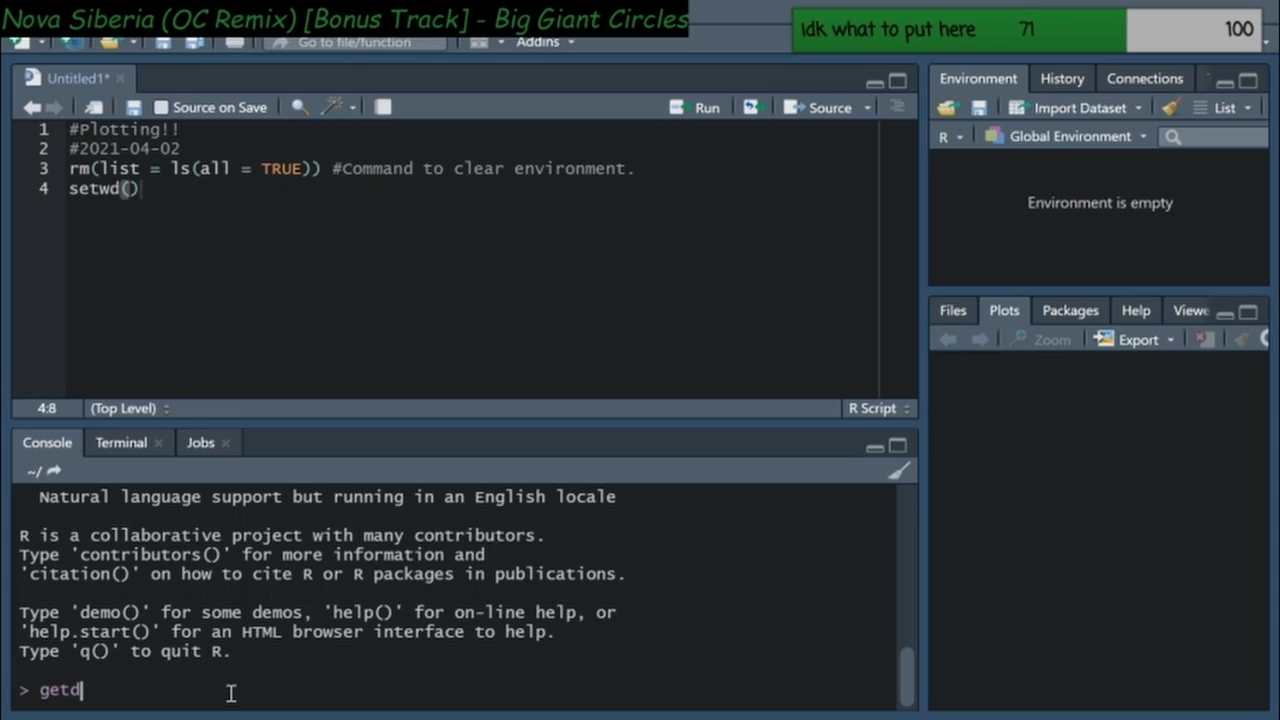 Nova Siberia (OC Remix) [Bonus Track] - Big Giant Circles
Idk what to put here 71 100
Go to file/function Addins
Untitled1*
Source on Save Run Source
1 #Plotting!!
2 #2021-04-02
3 rm(list = ls(all = TRUE)) #Command to clear environment.
4 setwd()
4:8 (Top Level) R Script
Console Terminal Jobs
~/
Natural language support but running in an English locale
R is a collaborative project with many contributors.
Type 'contributors()' for more information and
'citation()' on how to cite R or R packages in publications.
Type 'demo()' for some demos, 'help()' for on-line help, or
'help.start()' for an HTML browser interface to help.
Type 'q()' to quit R.
> getd
Environment History Connections
Import Dataset List
R Global Environment
Environment is empty
Files Plots Packages Help Viewe
Zoom Export